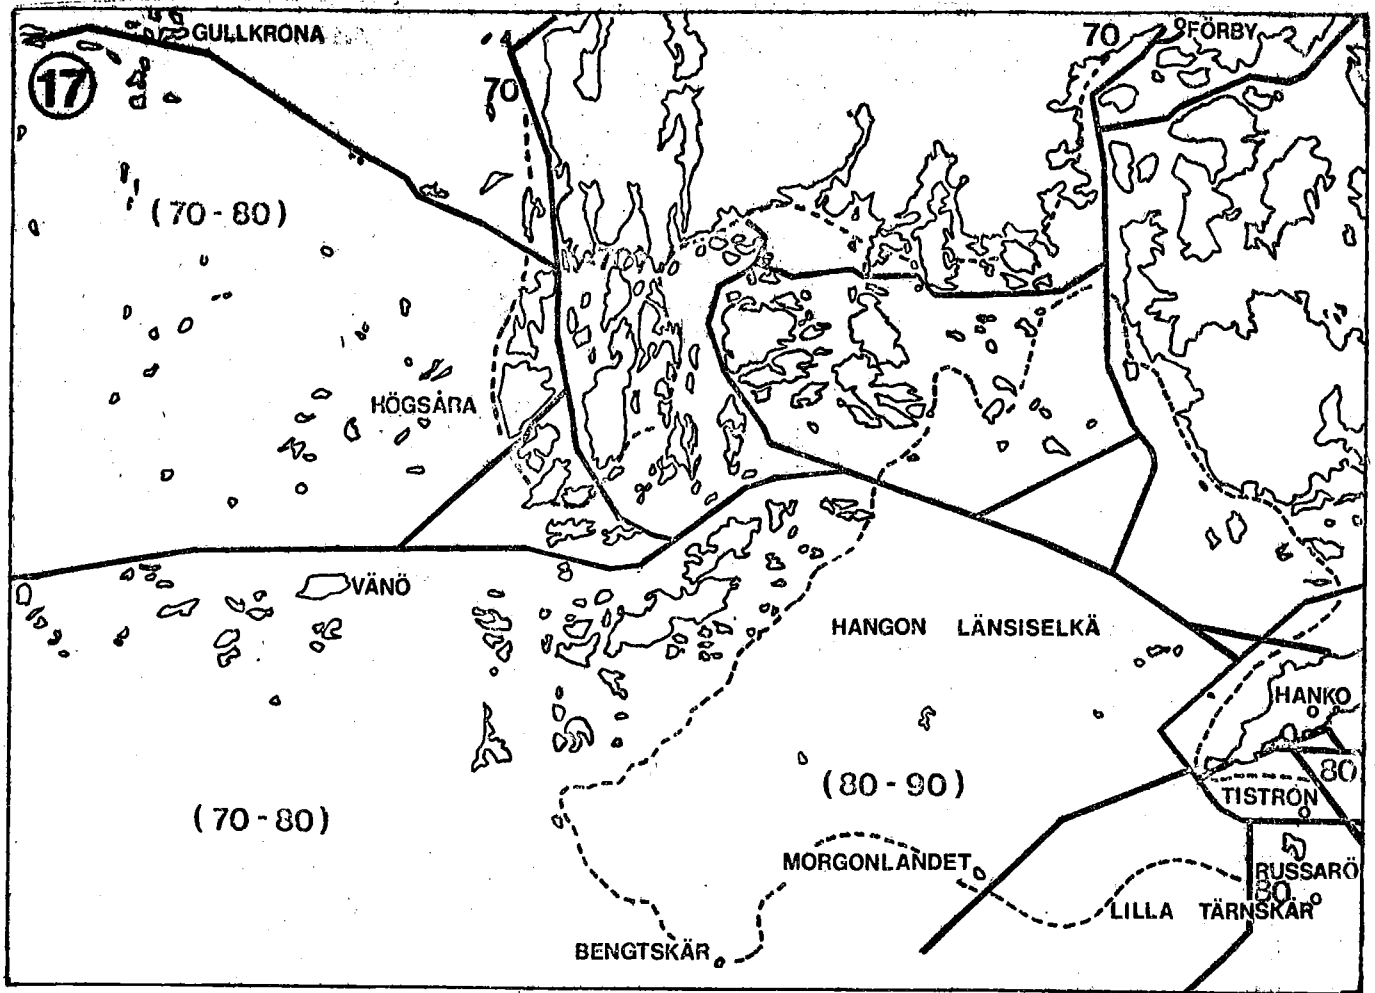 GULLKRONA
70
FÖRBY
17
70
(70-80)
HÖGSÅRA
VÄNÖ
HANGON LÄNSISELKÄ
HANKO
80
(80-90)
TISTRÖN
(70-80)
MORGONLANDET
RUSSARÖ
80
LILLA TÄRNSKÄR
BENGTSKÄR